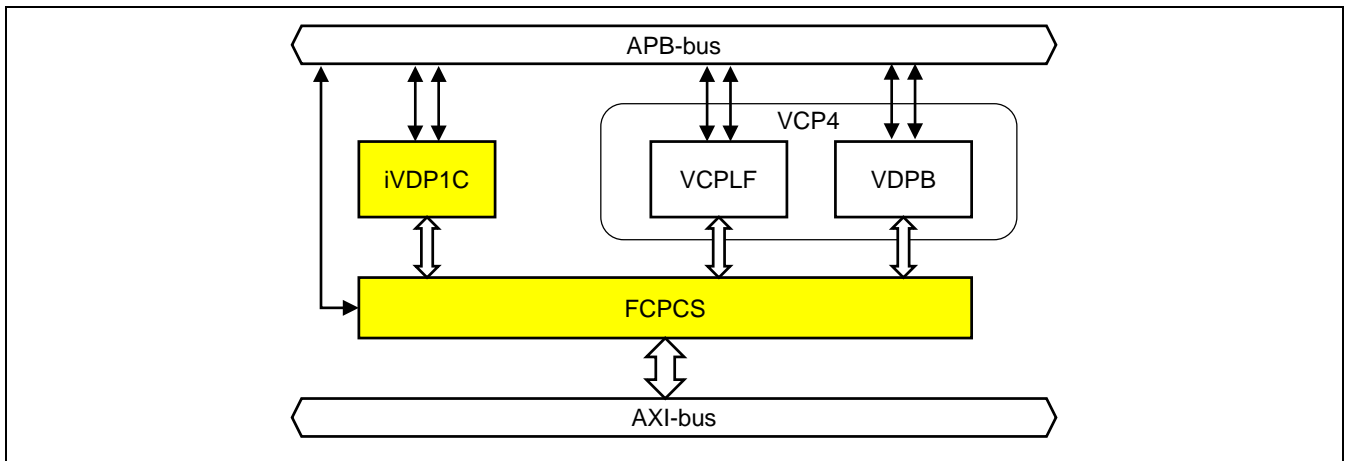 APB-bus
VCP4
iVDP1C
VCPLF
VDPB
FCPCS
AXI-bus